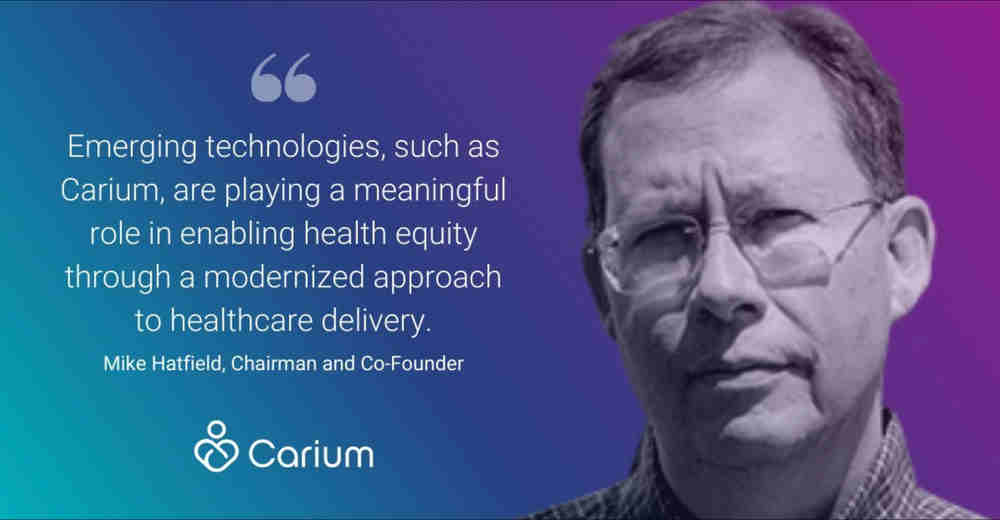 Emerging technologies, such as
Carium, are playing a meaningful
role in enabling health equity
through a modernized approach
to healthcare delivery.
Mike Hatfield, Chairman and Co-Founder
Carium